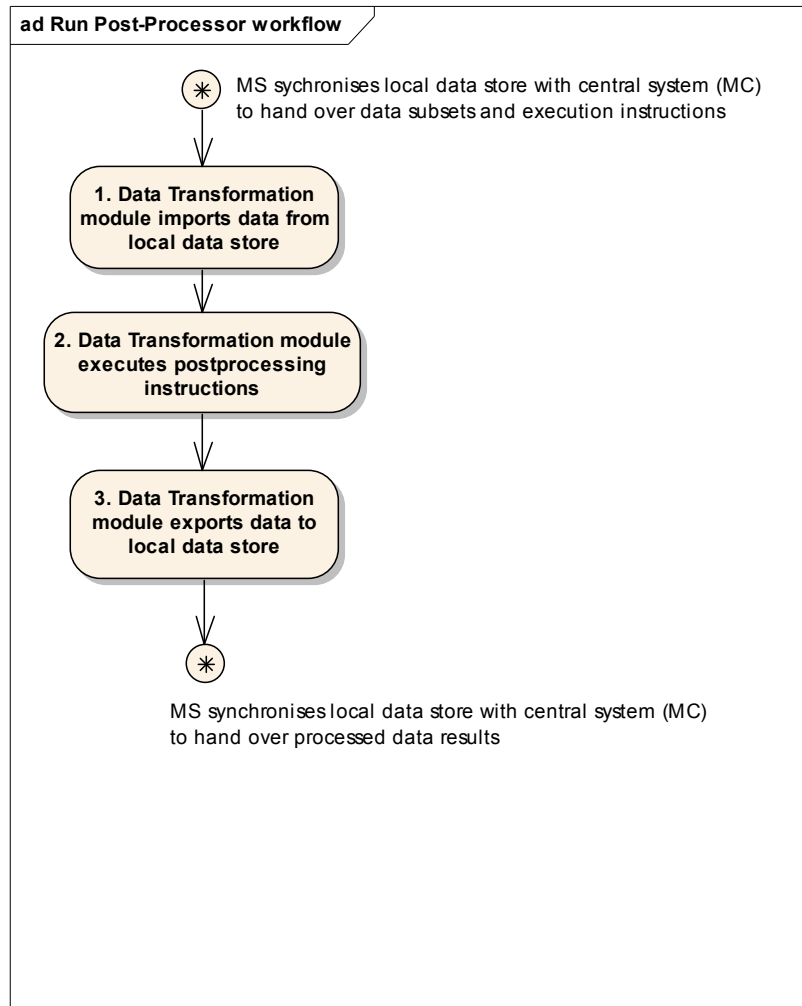 ad Run Post-Processor workflow
MS sychronises local data store with central system (MC)
to hand over data subsets and execution instructions
1. Data Transformation
module imports data from
local data store
2. Data Transformation module
executes postprocessing
instructions
3. Data Transformation
module exports data to
local data store
MS synchronises local data store with central system (MC)
to hand over processed data results